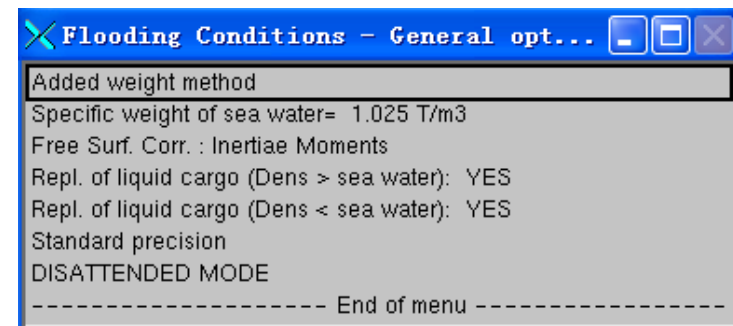 Flooding Conditions - General opt...
Added weight method
Specific weight of sea water= 1.025 T/m3
Free Surf. Corr. : Inertiae Moments
Repl. of liquid cargo (Dens > sea water): YES
Repl. of liquid cargo (Dens < sea water): YES
Standard precision
DISATTENDED MODE
-------------------- End of menu -----------------